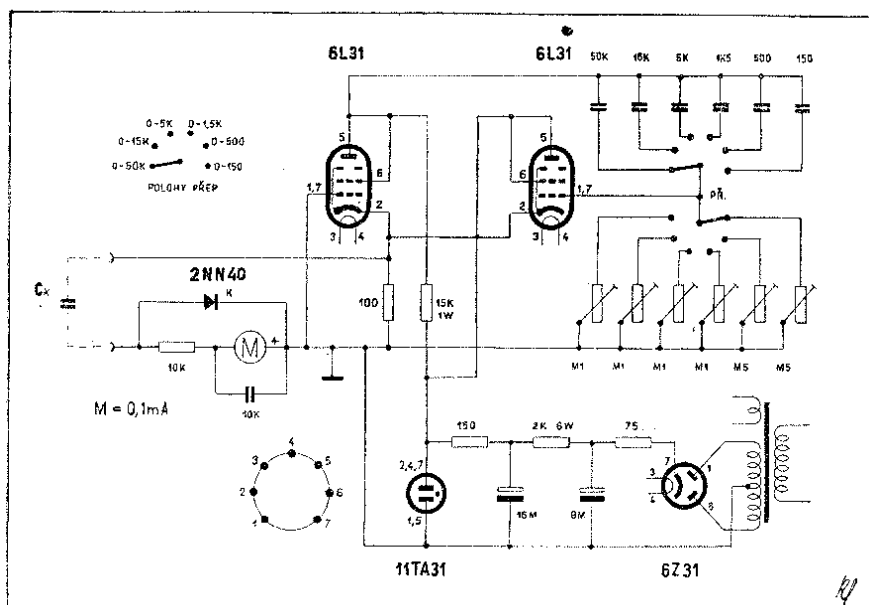 6L31
6L31
50K 15K 5K 1K5 500 150
0-5K 0-1,5K
0-15K 0-500
0-50K 0-150
POLOHY PŘEP
5
6
1,7
2
3 4
5
6
1,7
2
3 4
PŘ.
Cx
2NN40
K
100
15K
1W
M
+
10K
10K
M = 0,1mA
M1 M1 M1 M1 M5 M5
150
2K 6W
75
7
3
4
1
6
2,4,7
1,5
16M
8M
1
2
3
4
5
6
7
11TA31
6Z31